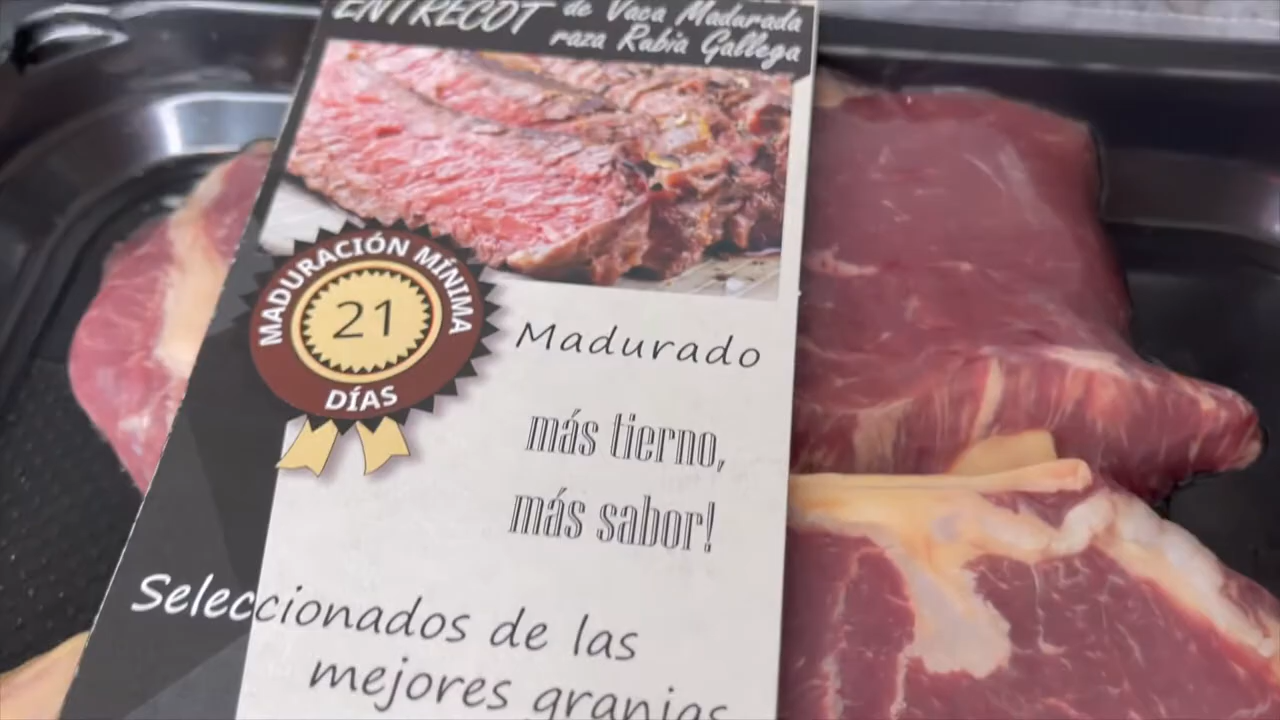 ENTRECOT de Vaca Madurada
raza Rubia Gallega
MADURACIÓN MÍNIMA
21
DÍAS
Madurado
más tierno,
más sabor!
Seleccionados de las
mejores granjas